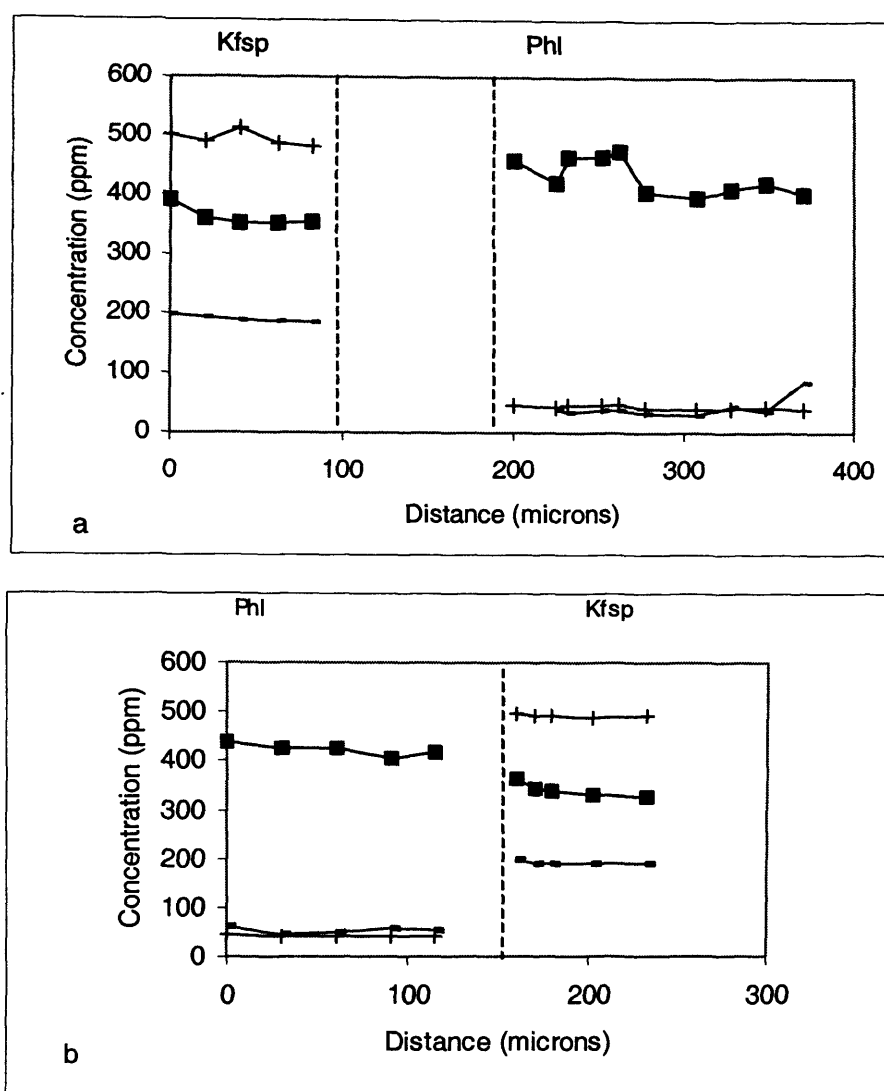 Kfsp Phl
600
500
400
300
200
100
0
Concentration (ppm)
0 100 200 300 400
Distance (microns)
a
Phl Kfsp
600
500
400
300
200
100
0
Concentration (ppm)
0 100 200 300
Distance (microns)
b